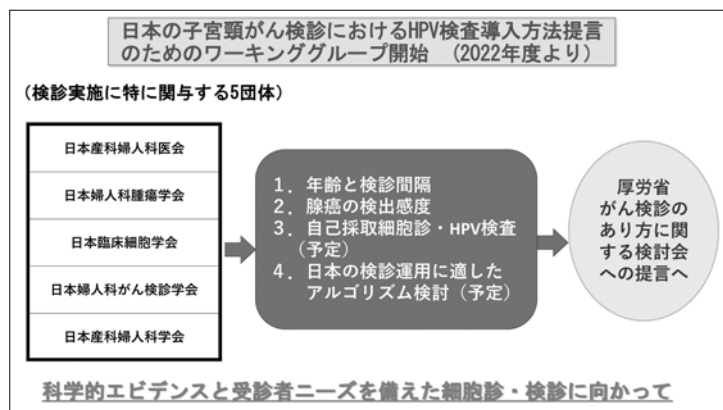 日本の子宮頸がん検診におけるHPV検査導入方法提言
のためのワーキンググループ開始　（2022年度より）
（検診実施に特に関与する5団体）
日本産科婦人科医会
日本婦人科腫瘍学会
日本臨床細胞学会
日本婦人科がん検診学会
日本産科婦人科学会
1．年齢と検診間隔
2．腺癌の検出感度
3．自己採取細胞診・HPV検査
（予定）
4．日本の検診運用に適した
アルゴリズム検討（予定）
厚労省
がん検診の
あり方に関
する検討会
への提言へ
科学的エビデンスと受診者ニーズを備えた細胞診・検診に向かって